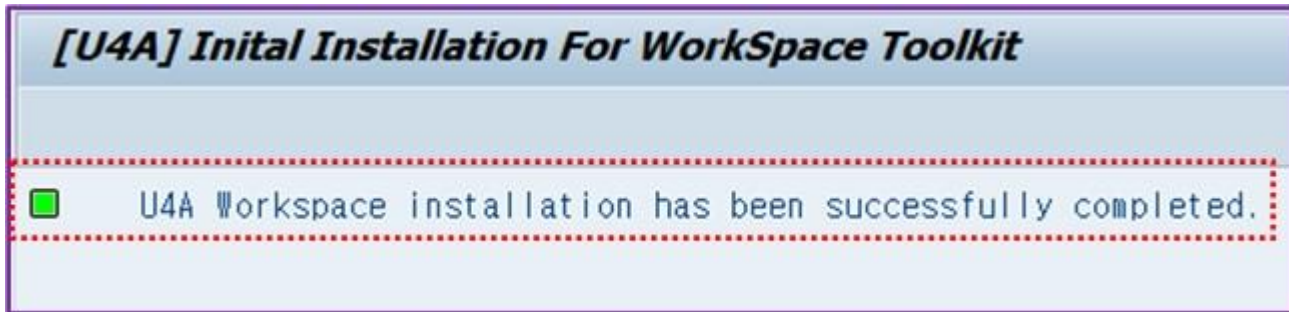 [U4A] Inital Installation For WorkSpace Toolkit
U4A Workspace installation has been successfully completed.